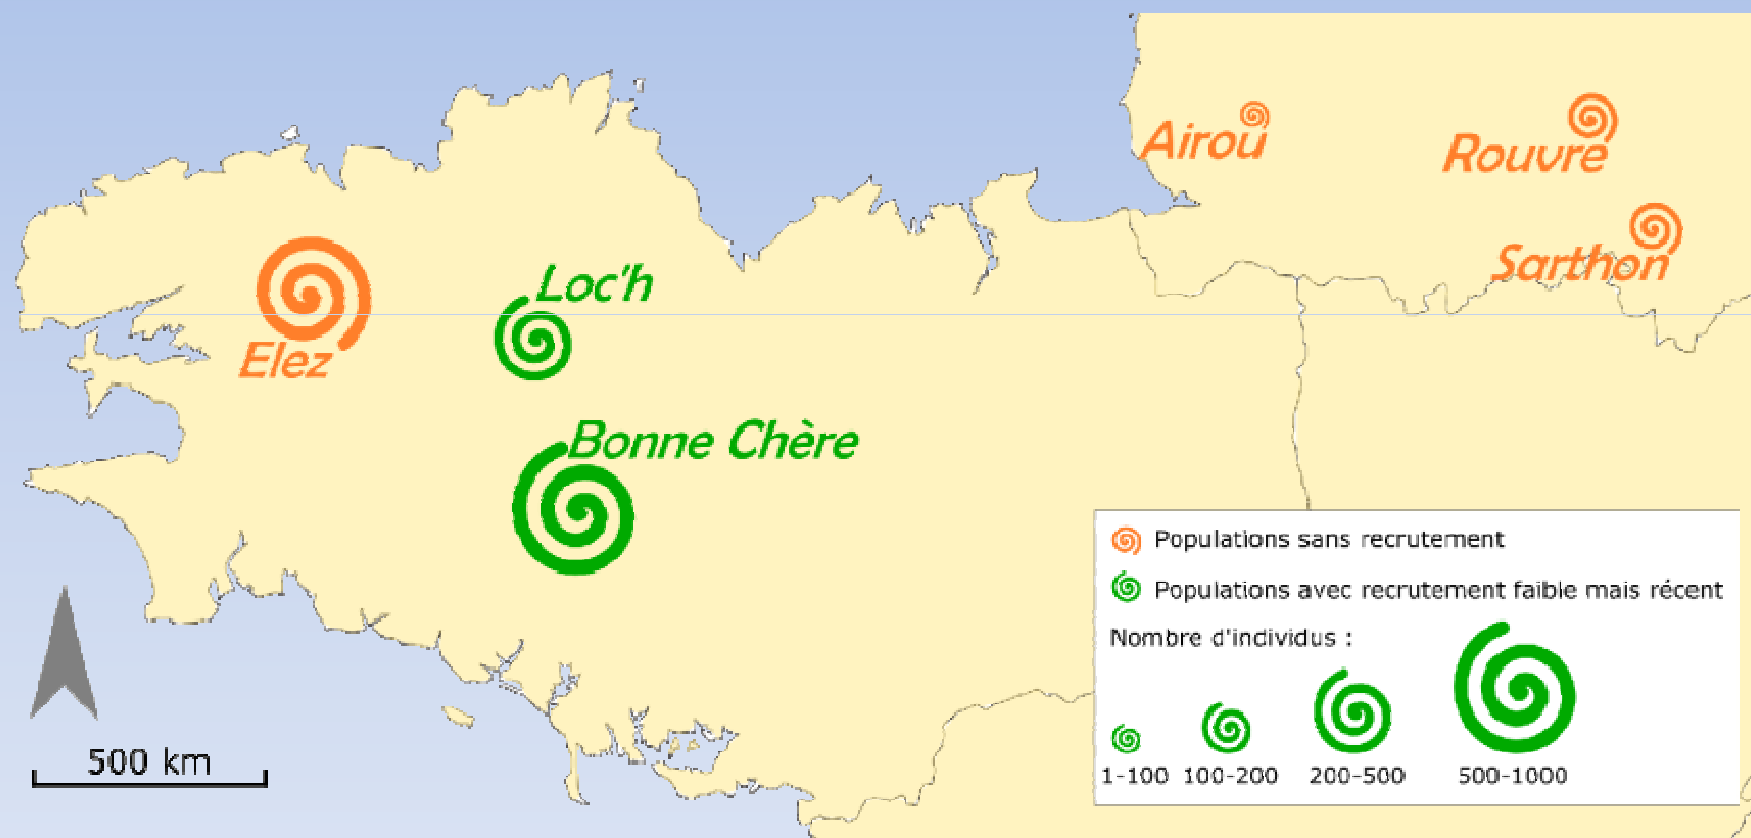 Airou
Rouvre
Sarthon
Loc'h
Elez
Bonne Chère
Populations sans recrutement
Populations avec recrutement faible mais récent
Nombre d'individus :
1-100 100-200 200-500 500-1000
500 km